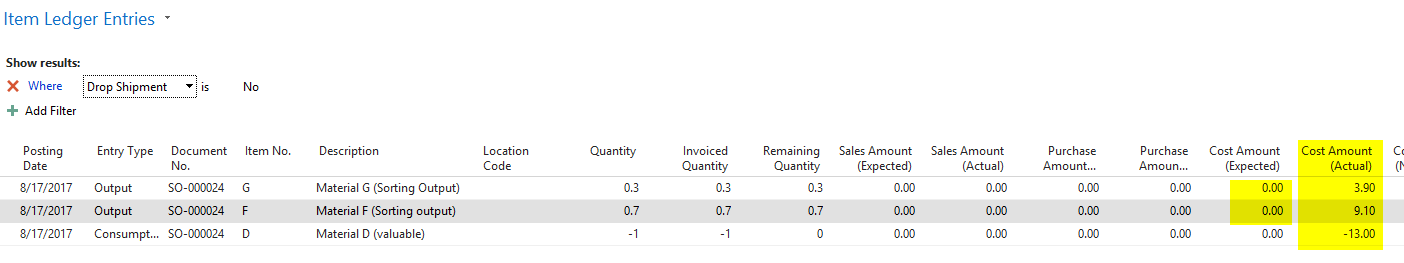 Item Ledger Entries
Show results:
Where Drop Shipment is No
Add Filter
Posting Date Entry Type Document No. Item No. Description Location Code Quantity Invoiced Quantity Remaining Quantity Sales Amount (Expected) Sales Amount (Actual) Purchase Amount... Purchase Amoun... Cost Amount (Expected) Cost Amount (Actual) Co (N
8/17/2017 Output SO-000024 G Material G (Sorting Output) 0.3 0.3 0.3 0.00 0.00 0.00 0.00 0.00 3.90
8/17/2017 Output SO-000024 F Material F (Sorting output) 0.7 0.7 0.7 0.00 0.00 0.00 0.00 0.00 9.10
8/17/2017 Consumpt... SO-000024 D Material D (valuable) -1 -1 0 0.00 0.00 0.00 0.00 0.00 -13.00